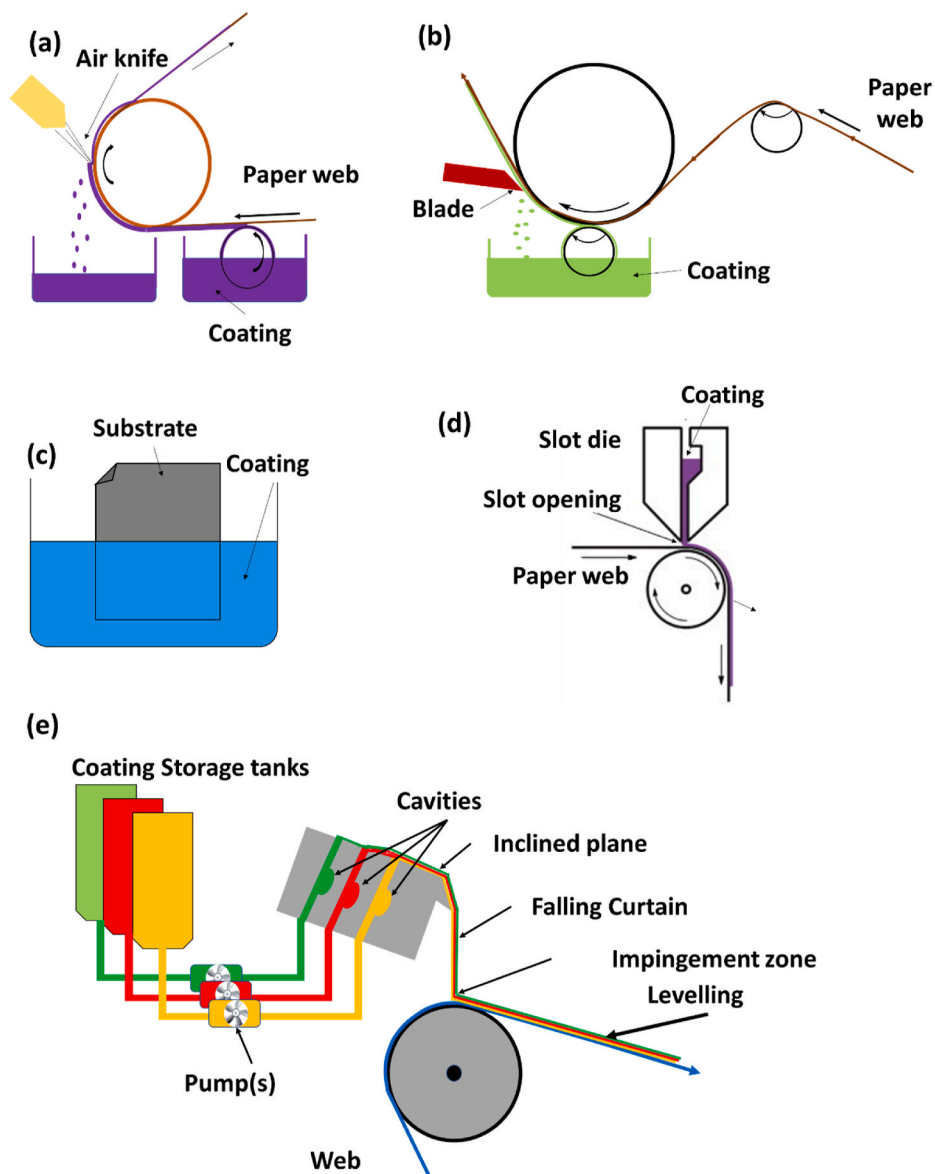 (a)
Air knife
Paper web
Coating
(b)
Paper
web
Blade
Coating
(c)
Substrate
Coating
(d)
Coating
Slot die
Slot opening
Paper web
(e)
Coating Storage tanks
Cavities
Inclined plane
Falling Curtain
Impingement zone
Levelling
Pump(s)
Web